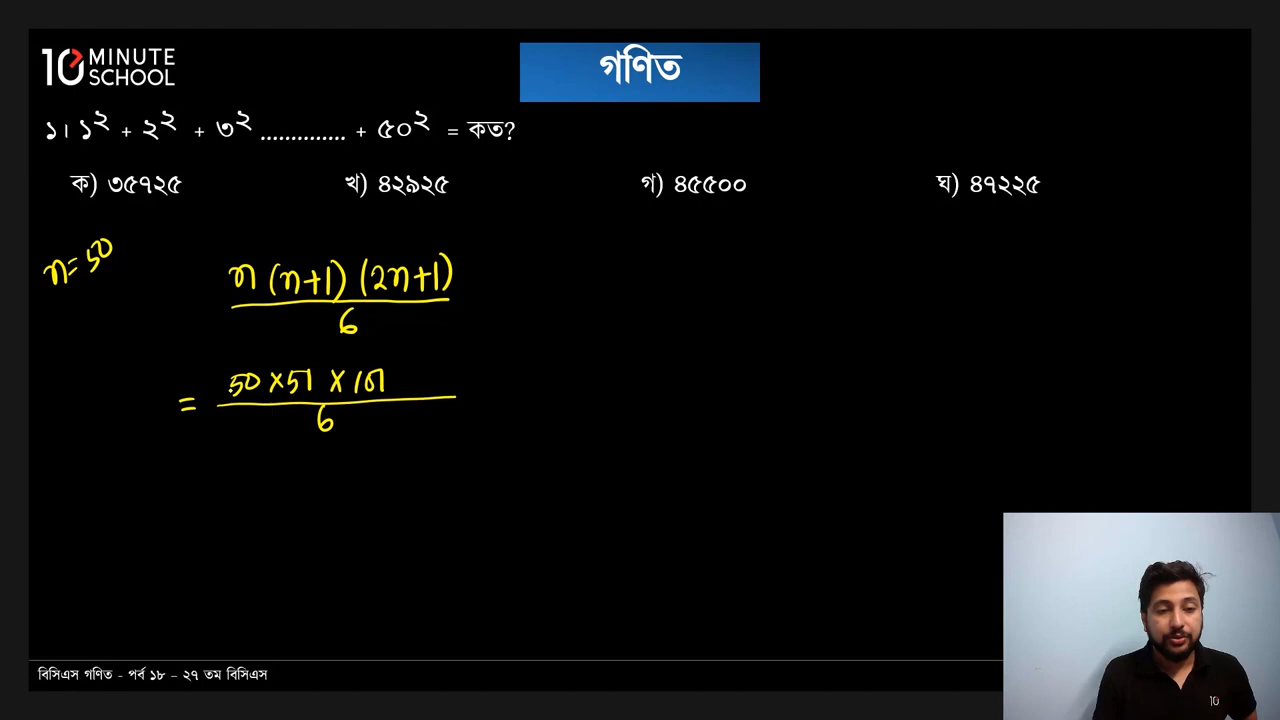 10 MINUTE SCHOOL
গণিত
১। ১² + ২² + ৩² .............. + ৫০² = কত?
ক) ৩৫৭২৫ খ) ৪২৯২৫ গ) ৪৫৫০০ ঘ) ৪৭২২৫
n = 50
n (n+1) (2n+1)
6
= 50 × 51 × 101
6
বিসিএস গণিত - পর্ব ১৮ – ২৭ তম বিসিএস
10